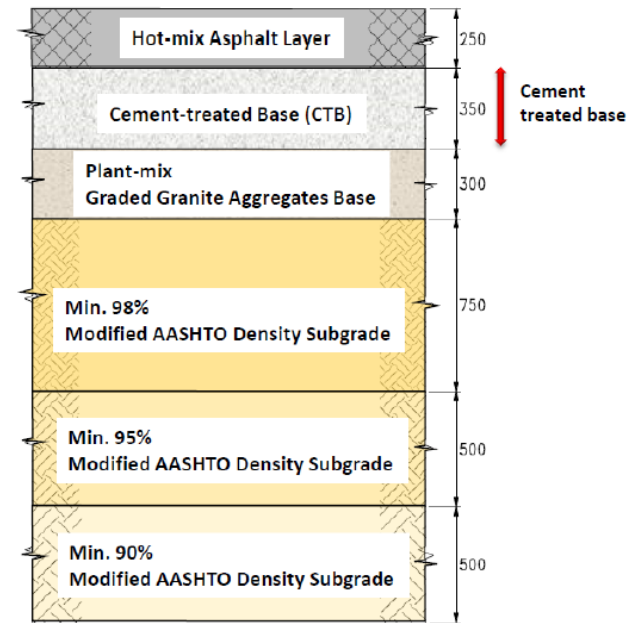 Hot-mix Asphalt Layer
250
Cement-treated Base (CTB)
350
Cement
treated base
Plant-mix
Graded Granite Aggregates Base
300
Min. 98%
Modified AASHTO Density Subgrade
750
Min. 95%
Modified AASHTO Density Subgrade
500
Min. 90%
Modified AASHTO Density Subgrade
500